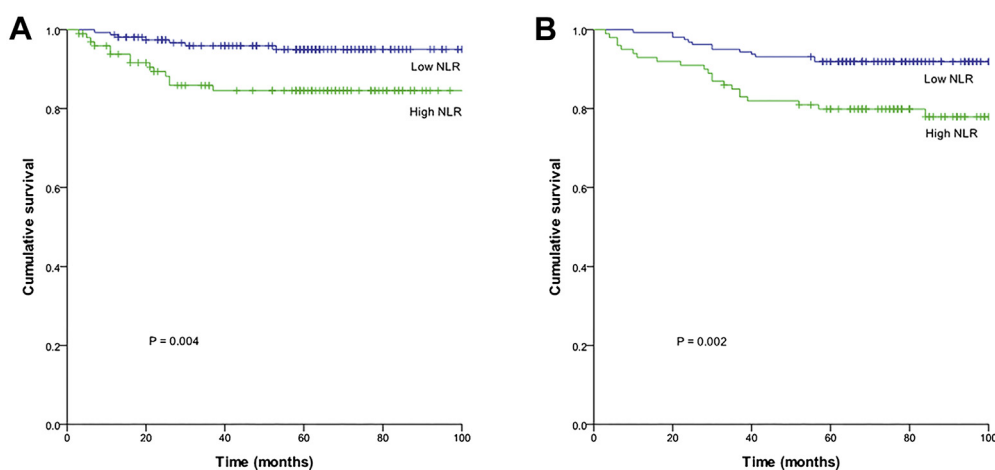 A
Cumulative survival
1.0
0.8
0.6
0.4
0.2
0.0
Low NLR
High NLR
P = 0.004
0 20 40 60 80 100
Time (months)
B
Cumulative survival
1.0
0.8
0.6
0.4
0.2
0.0
Low NLR
High NLR
P = 0.002
0 20 40 60 80 100
Time (months)